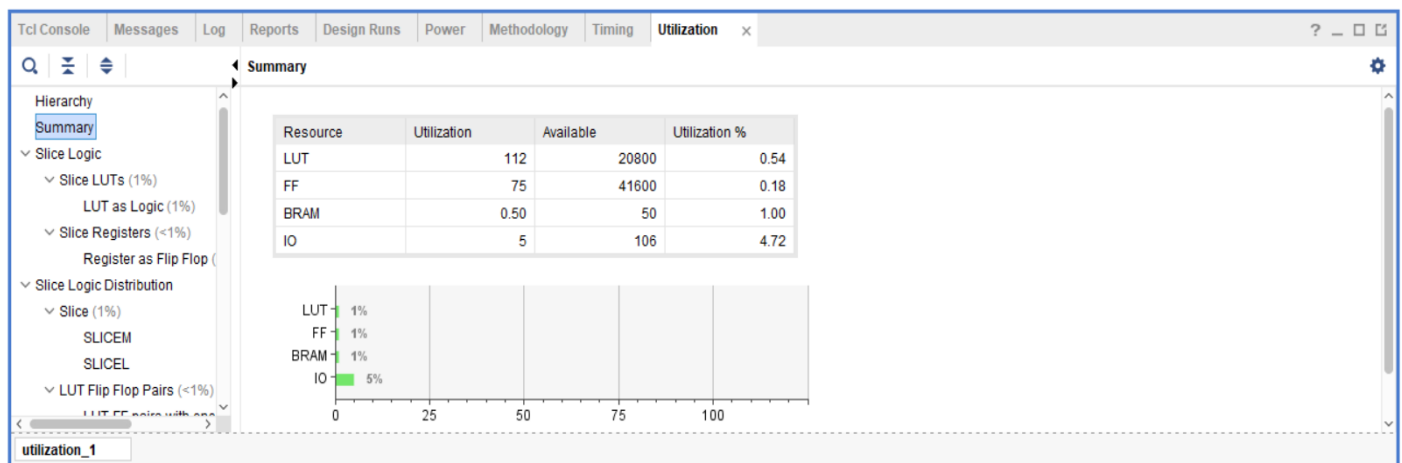 Tcl Console Messages Log Reports Design Runs Power Methodology Timing Utilization × ? _
Summary
Hierarchy
Summary
Slice Logic
Slice LUTs (1%)
LUT as Logic (1%)
Slice Registers (<1%)
Register as Flip Flop (
Slice Logic Distribution
Slice (1%)
SLICEM
SLICEL
LUT Flip Flop Pairs (<1%)
Resource Utilization Available Utilization %
LUT 112 20800 0.54
FF 75 41600 0.18
BRAM 0.50 50 1.00
IO 5 106 4.72
LUT 1%
FF 1%
BRAM 1%
IO 5%
0 25 50 75 100
utilization_1